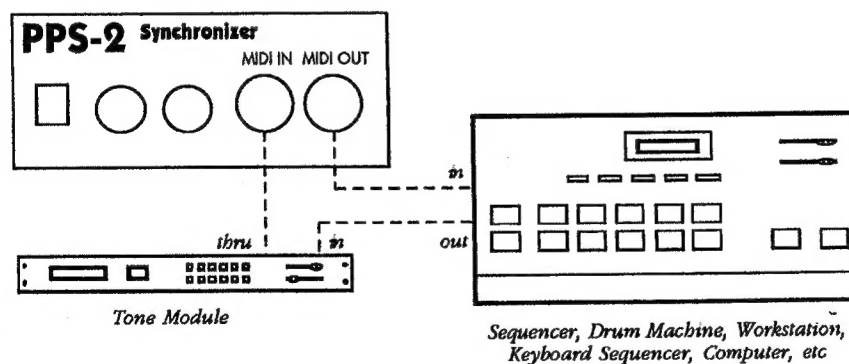 PPS-2 Synchronizer
MIDI IN MIDI OUT
in
thru in out
Tone Module
Sequencer, Drum Machine, Workstation,
Keyboard Sequencer, Computer, etc